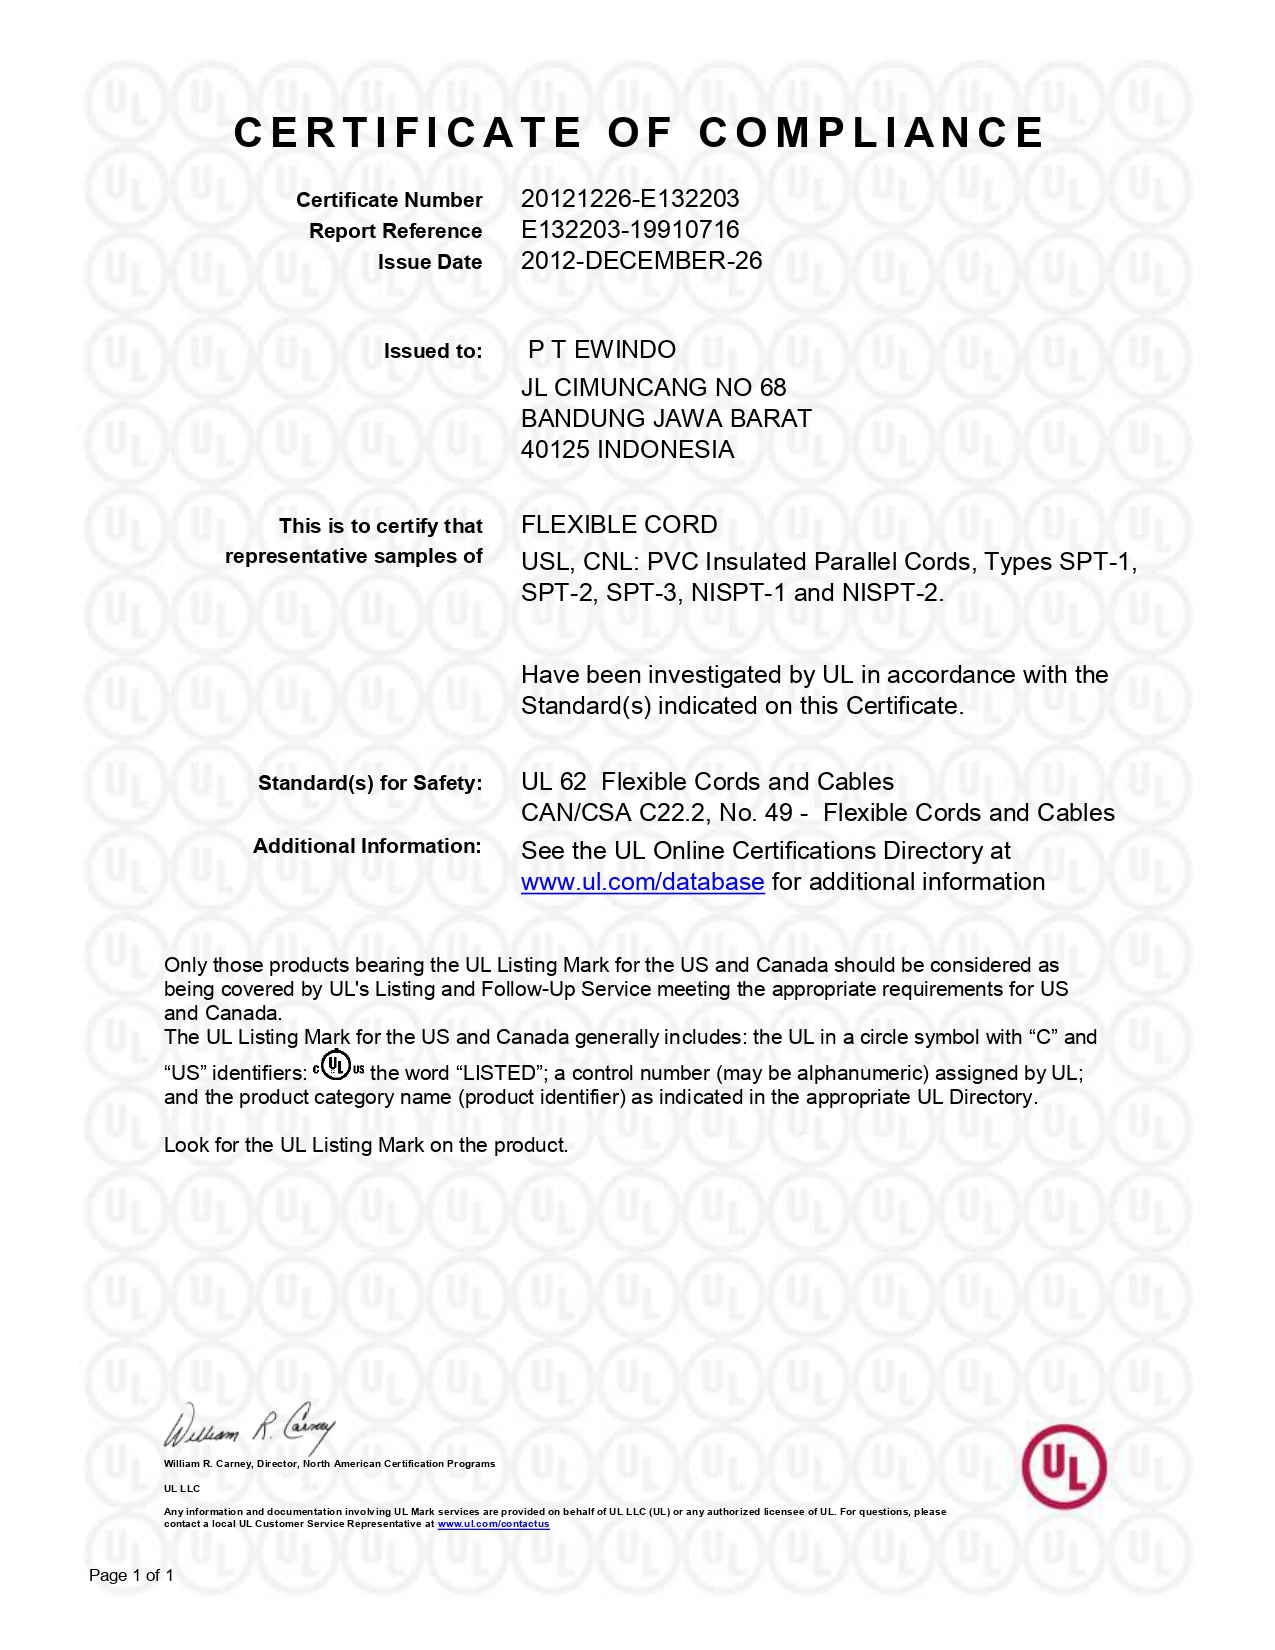 CERTIFICATE OF COMPLIANCE
Certificate Number 20121226-E132203
Report Reference E132203-19910716
Issue Date 2012-DECEMBER-26
Issued to: P T EWINDO
JL CIMUNCANG NO 68
BANDUNG JAWA BARAT
40125 INDONESIA
This is to certify that FLEXIBLE CORD
representative samples of USL, CNL: PVC Insulated Parallel Cords, Types SPT-1,
SPT-2, SPT-3, NISPT-1 and NISPT-2.
Have been investigated by UL in accordance with the
Standard(s) indicated on this Certificate.
Standard(s) for Safety: UL 62 Flexible Cords and Cables
CAN/CSA C22.2, No. 49 - Flexible Cords and Cables
Additional Information: See the UL Online Certifications Directory at
www.ul.com/database for additional information
Only those products bearing the UL Listing Mark for the US and Canada should be considered as
being covered by UL's Listing and Follow-Up Service meeting the appropriate requirements for US
and Canada.
The UL Listing Mark for the US and Canada generally includes: the UL in a circle symbol with “C” and
“US” identifiers: C UL US the word “LISTED”; a control number (may be alphanumeric) assigned by UL;
and the product category name (product identifier) as indicated in the appropriate UL Directory.
Look for the UL Listing Mark on the product.
William R. Carney
William R. Carney, Director, North American Certification Programs
UL LLC
Any information and documentation involving UL Mark services are provided on behalf of UL LLC (UL) or any authorized licensee of UL. For questions, please
contact a local UL Customer Service Representative at www.ul.com/contactus
UL
Page 1 of 1